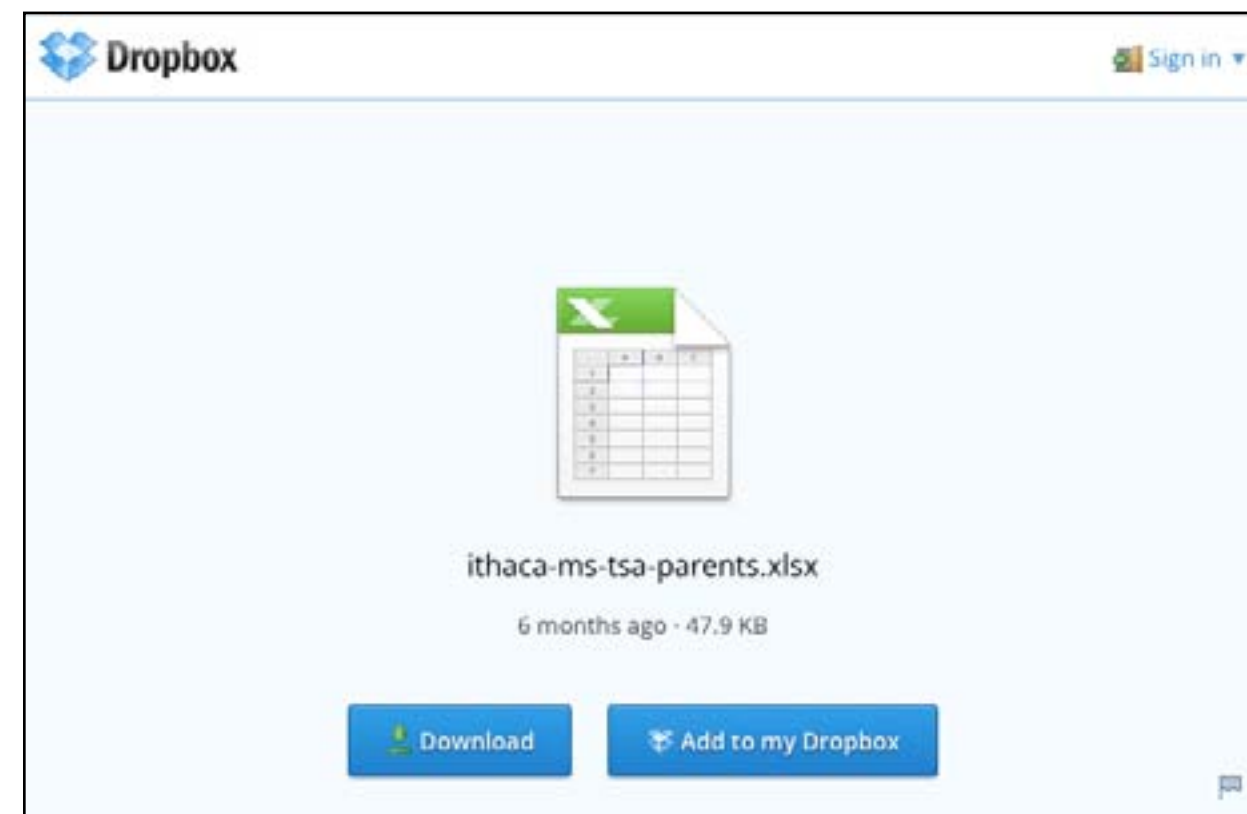 Dropbox
Sign in
ithaca-ms-tsa-parents.xlsx
6 months ago · 47.9 KB
Download
Add to my Dropbox